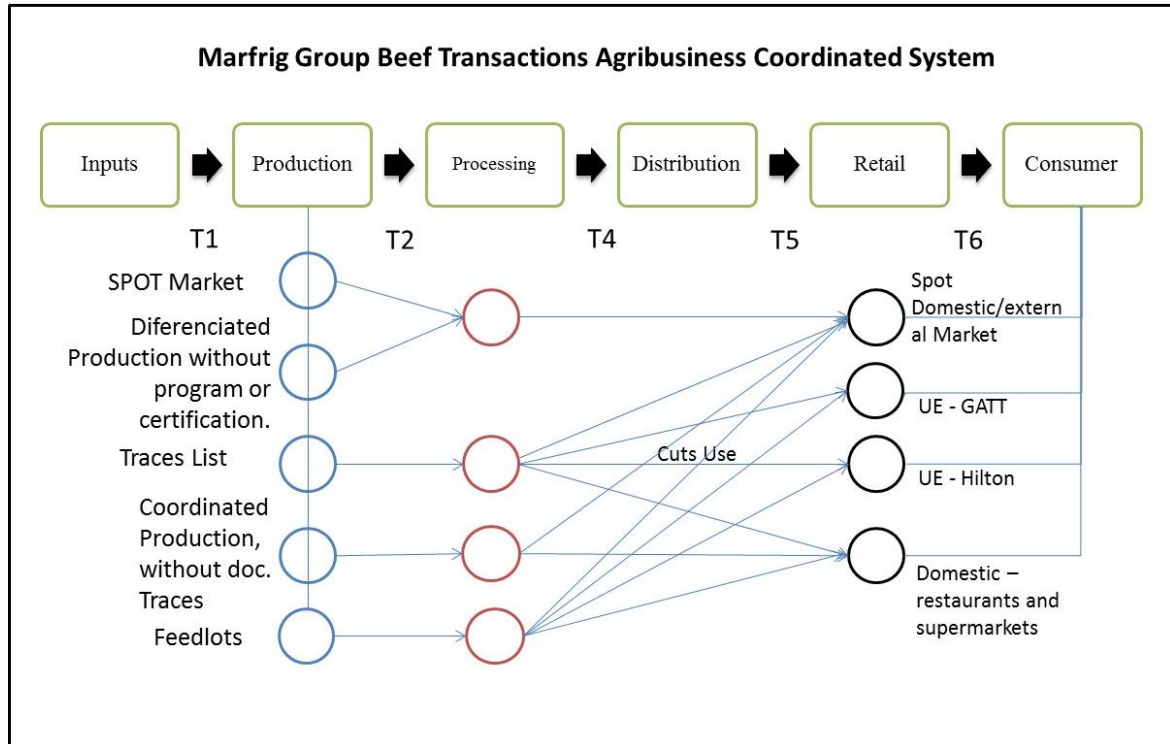 Marfrig Group Beef Transactions Agribusiness Coordinated System
Inputs
Production
Processing
Distribution
Retail
Consumer
T1
T2
T4
T5
T6
SPOT Market
Diferenciated
Production without
program or
certification.
Traces List
Coordinated
Production,
without doc.
Traces
Feedlots
Cuts Use
Spot
Domestic/extern
al Market
UE - GATT
UE - Hilton
Domestic –
restaurants and
supermarkets